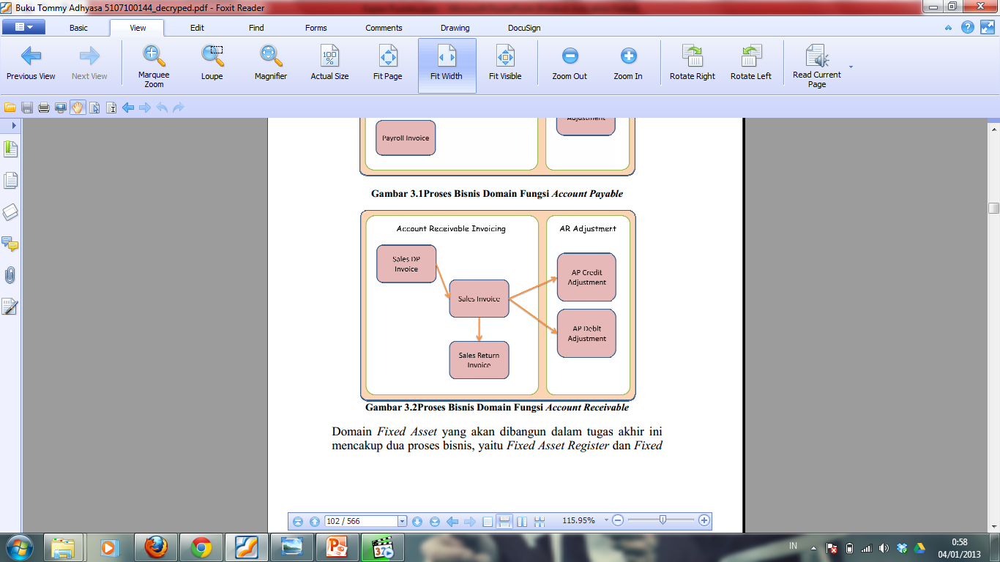 Buku Tommy Adhyasa 5107100144_decryped.pdf - Foxit Reader
Basic View Edit Find Forms Comments Drawing DocuSign
Previous View
Next View
Marquee
Zoom
Loupe
Magnifier
100
%
Actual Size
Fit Page
Fit Width
Fit Visible
Zoom Out
Zoom In
Rotate Right
Rotate Left
Read Current
Page
Adjustment
Payroll Invoice
Gambar 3.1Proses Bisnis Domain Fungsi Account Payable
Account Receivable Invoicing
AR Adjustment
Sales DP
Invoice
Sales Invoice
Sales Return
Invoice
AP Credit
Adjustment
AP Debit
Adjustment
Gambar 3.2Proses Bisnis Domain Fungsi Account Receivable
Domain Fixed Asset yang akan dibangun dalam tugas akhir ini
mencakup dua proses bisnis, yaitu Fixed Asset Register dan Fixed
102 / 566
115.95%
IN
0:58
04/01/2013